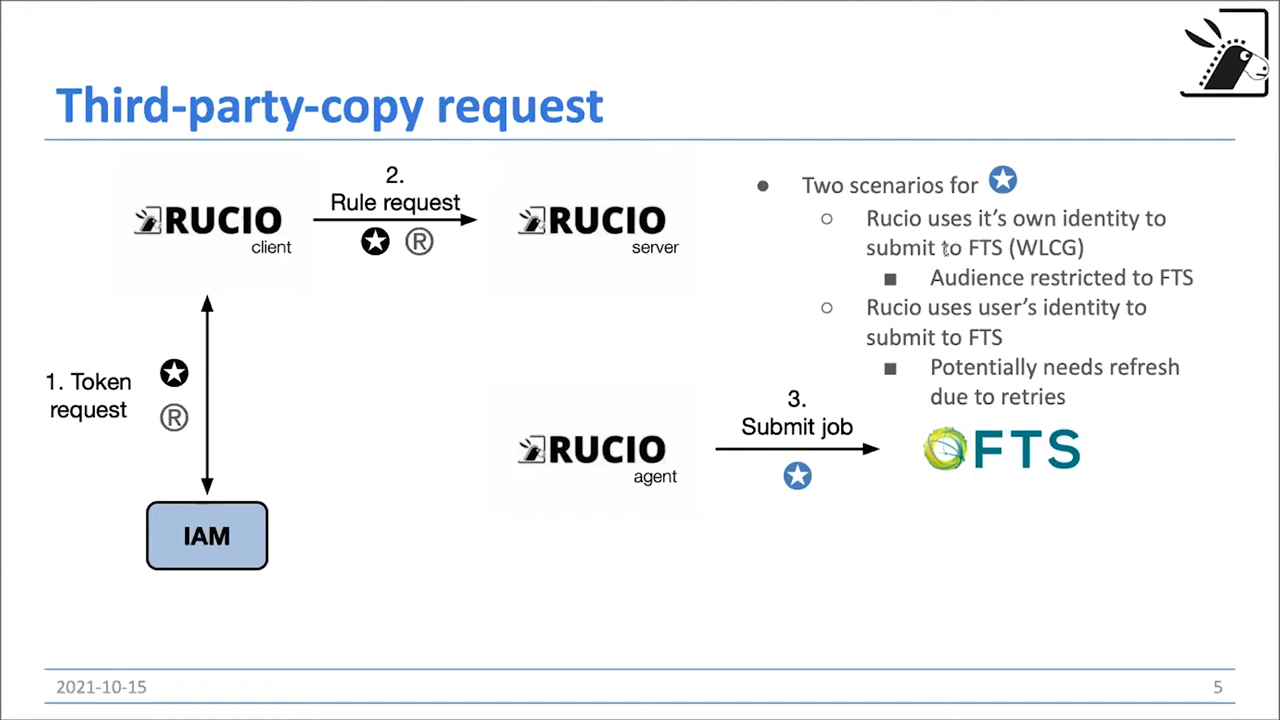 Third-party-copy request
2.
Rule request
RUCIO
client
®
RUCIO
server
1. Token
request
®
IAM
RUCIO
agent
3.
Submit job
FTS
● Two scenarios for
○ Rucio uses it’s own identity to
submit to FTS (WLCG)
■ Audience restricted to FTS
○ Rucio uses user’s identity to
submit to FTS
■ Potentially needs refresh
due to retries
2021-10-15
5